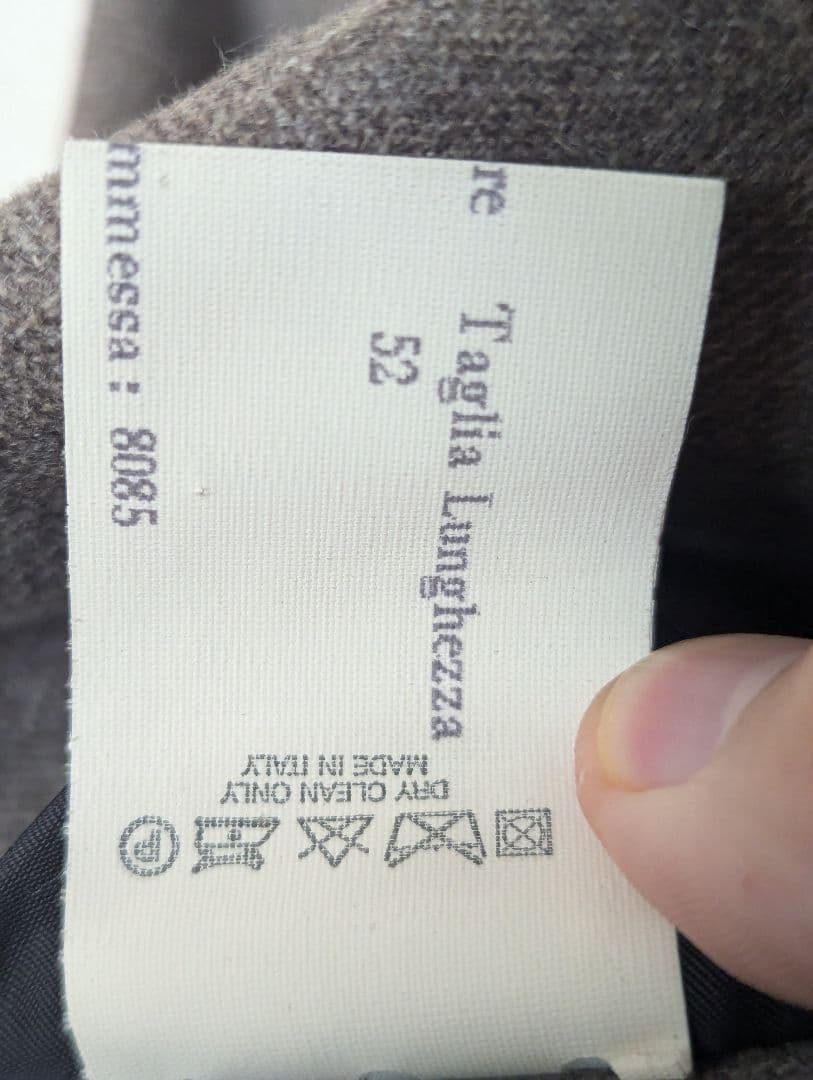 re Taglia Lunghezza
52
mmessa: 8085
MADE IN ITALY
DRY CLEAN ONLY
P